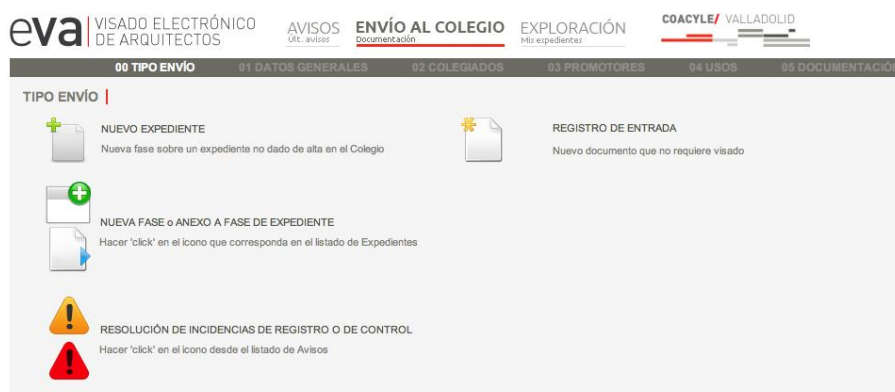 eva VISADO ELECTRÓNICO
DE ARQUITECTOS
AVISOS
Últ. avisos
ENVÍO AL COLEGIO
Documentación
EXPLORACIÓN
Mis expedientes
COACYLE/ VALLADOLID
00 TIPO ENVÍO 01 DATOS GENERALES 02 COLEGIADOS 03 PROMOTORES 04 USOS 05 DOCUMENTACIÓN
TIPO ENVÍO
NUEVO EXPEDIENTE
Nueva fase sobre un expediente no dado de alta en el Colegio
REGISTRO DE ENTRADA
Nuevo documento que no requiere visado
NUEVA FASE o ANEXO A FASE DE EXPEDIENTE
Hacer 'click' en el icono que corresponda en el listado de Expedientes
RESOLUCIÓN DE INCIDENCIAS DE REGISTRO O DE CONTROL
Hacer 'click' en el icono desde el listado de Avisos